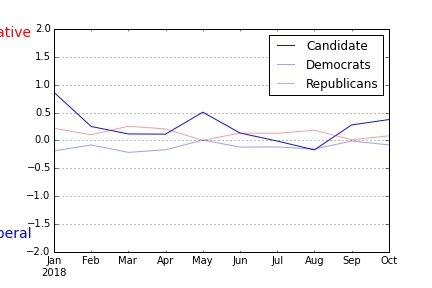 ative
2.0
1.5
1.0
0.5
0.0
−0.5
−1.0
−1.5
−2.0
beral
Candidate
Democrats
Republicans
Jan Feb Mar Apr May Jun Jul Aug Sep Oct
2018